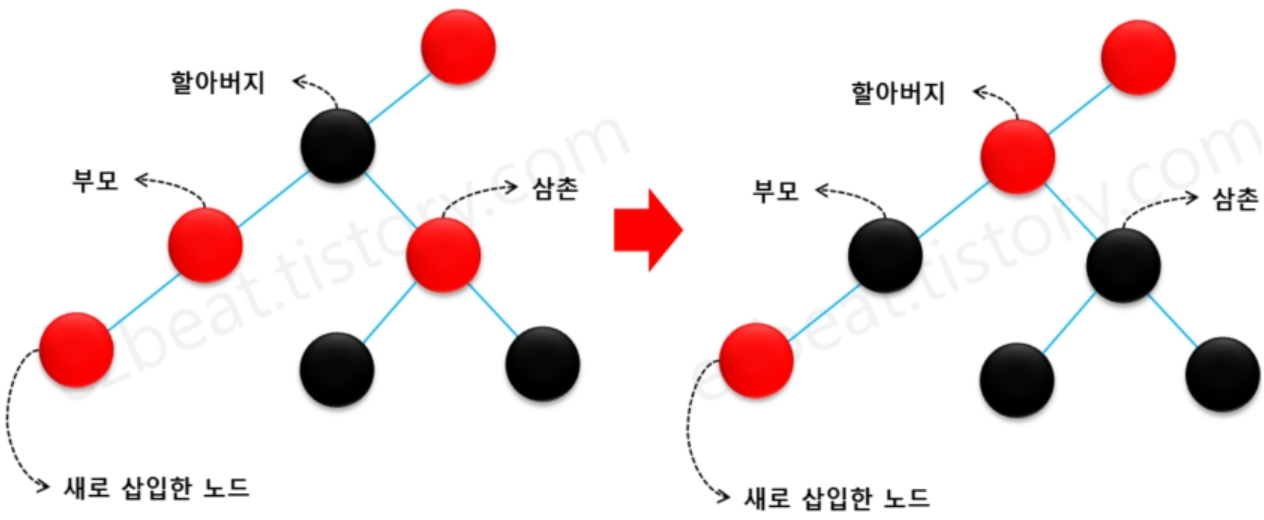 할아버지
부모
삼촌
새로 삽입한 노드
할아버지
부모
삼촌
새로 삽입한 노드